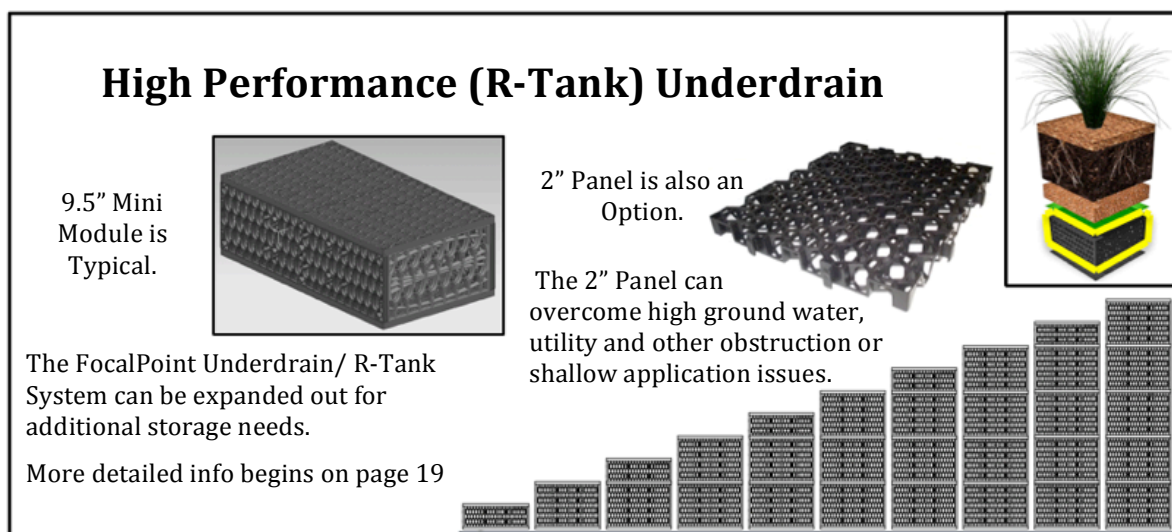 High Performance (R-Tank) Underdrain
9.5” Mini
Module is
Typical.
2” Panel is also an
Option.
The 2” Panel can
overcome high ground water,
utility and other obstruction or
shallow application issues.
The FocalPoint Underdrain/ R-Tank
System can be expanded out for
additional storage needs.
More detailed info begins on page 19